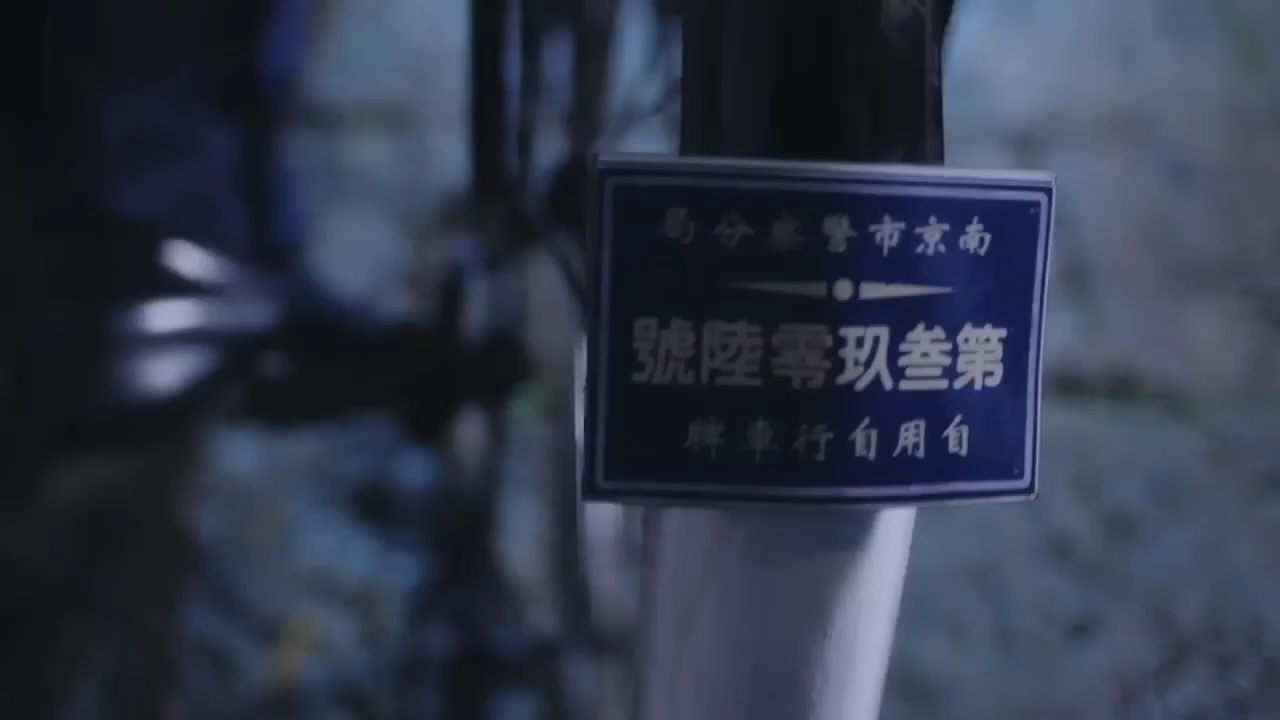 南京市警察分局
第叁玖零陸號
自用自行車牌